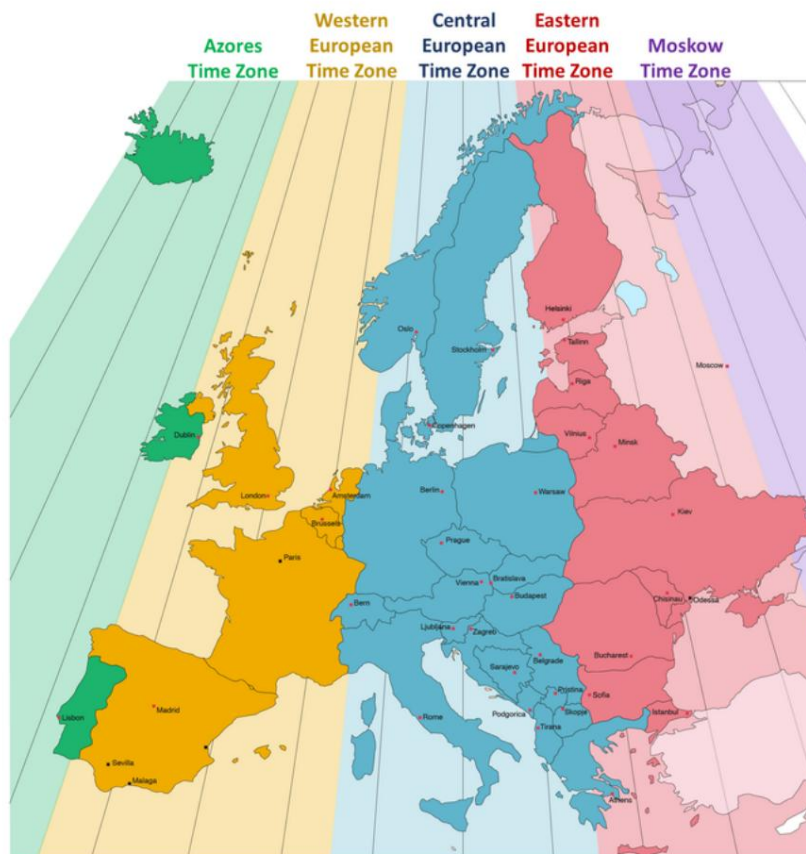 Azores
Time Zone
Western
European
Time Zone
Central
European
Time Zone
Eastern
European
Time Zone
Moskow
Time Zone
Helsinki
Oslo
Tallinn
Stockholm
Moscow
Riga
Copenhagen
Dublin
Vilnius
Minsk
London
Amsterdam
Berlin
Warsaw
Brussels
Kiev
Prague
Paris
Vienna
Bratislava
Budapest
Bern
Chisinau
Odessa
Ljubljana
Zagreb
Belgrade
Bucharest
Sarajevo
Pristina
Sofia
Madrid
Podgorica
Skopje
Istanbul
Lisbon
Rome
Tirana
Sevilla
Malaga
Athens